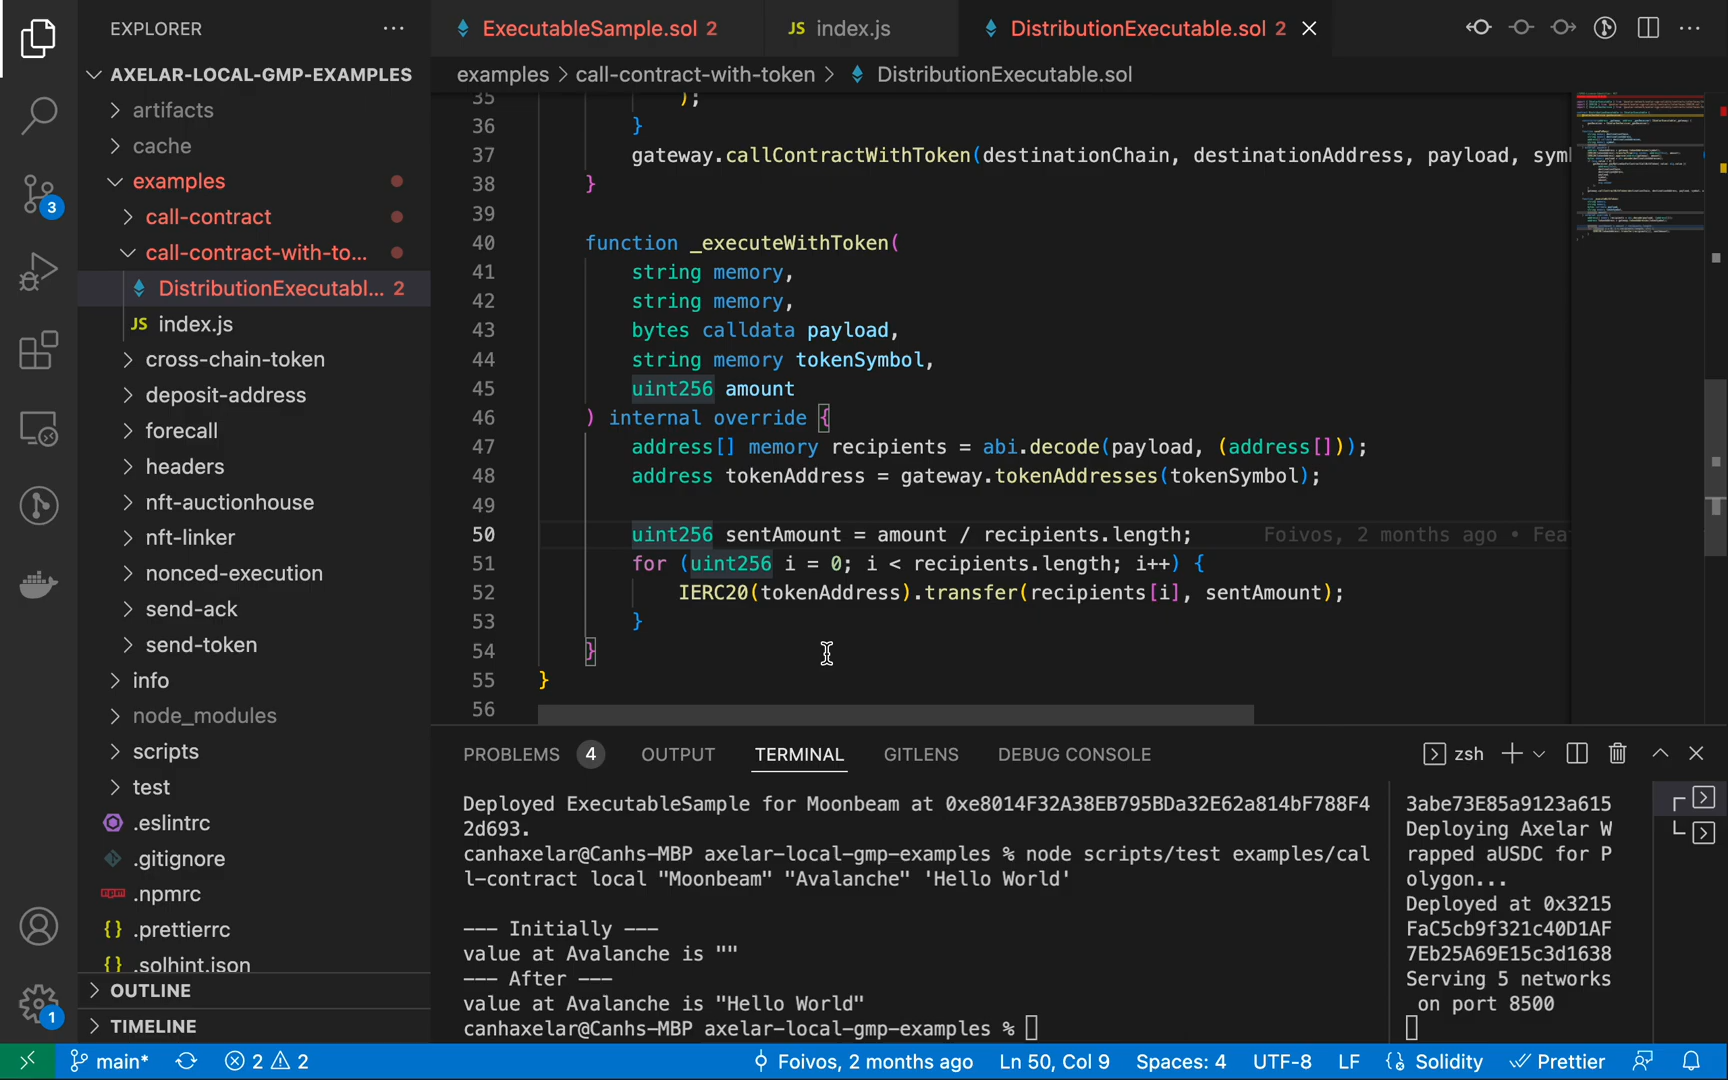 EXPLORER
AXELAR-LOCAL-GMP-EXAMPLES
artifacts
cache
examples
call-contract
call-contract-with-to...
DistributionExecutabl... 2
JS index.js
cross-chain-token
deposit-address
forecall
headers
nft-auctionhouse
nft-linker
nonced-execution
send-ack
send-token
info
node_modules
scripts
test
.eslintrc
.gitignore
.npmrc
{} .prettierrc
{} .solhint.json
OUTLINE
TIMELINE
3
1
ExecutableSample.sol 2
JS index.js
DistributionExecutable.sol 2
examples > call-contract-with-token > DistributionExecutable.sol
35 );
36 }
37 gateway.callContractWithToken(destinationChain, destinationAddress, payload, sym
38 }
39
40 function _executeWithToken(
41 string memory,
42 string memory,
43 bytes calldata payload,
44 string memory tokenSymbol,
45 uint256 amount
46 ) internal override {
47 address[] memory recipients = abi.decode(payload, (address[]));
48 address tokenAddress = gateway.tokenAddresses(tokenSymbol);
49
50 uint256 sentAmount = amount / recipients.length; Foivos, 2 months ago • Fea
51 for (uint256 i = 0; i < recipients.length; i++) {
52 IERC20(tokenAddress).transfer(recipients[i], sentAmount);
53 }
54 }
55 }
56
PROBLEMS 4 OUTPUT TERMINAL GITLENS DEBUG CONSOLE
zsh
Deployed ExecutableSample for Moonbeam at 0xe8014F32A38EB795BDa32E62a814bF788F4
2d693.
canhaxelar@Canhs-MBP axelar-local-gmp-examples % node scripts/test examples/cal
l-contract local "Moonbeam" "Avalanche" 'Hello World'
--- Initially ---
value at Avalanche is ""
--- After ---
value at Avalanche is "Hello World"
canhaxelar@Canhs-MBP axelar-local-gmp-examples %
3abe73E85a9123a615
Deploying Axelar W
rapped aUSDC for P
olygon...
Deployed at 0x3215
FaC5cb9f321c40D1AF
7Eb25A69E15c3d1638
Serving 5 networks
on port 8500
main* 2 2 Foivos, 2 months ago Ln 50, Col 9 Spaces: 4 UTF-8 LF {} Solidity Prettier